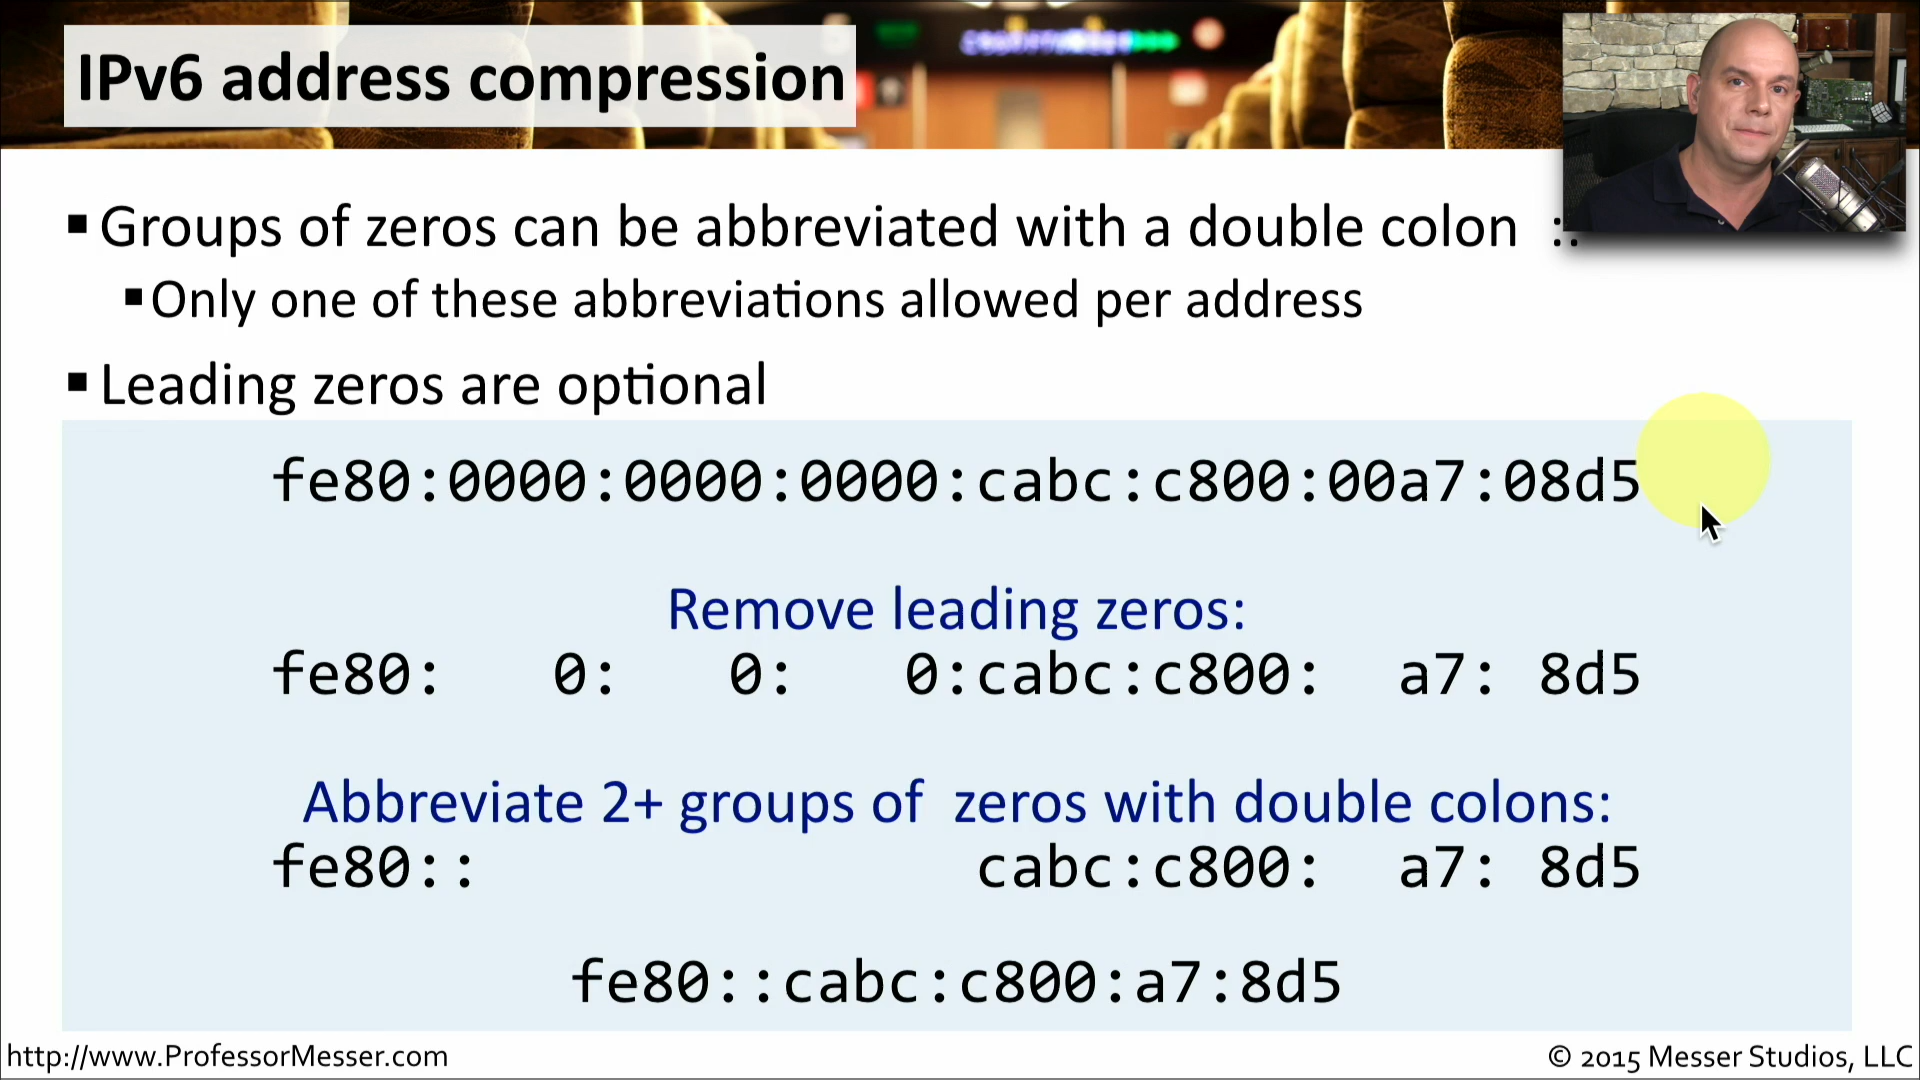 IPv6 address compression
Groups of zeros can be abbreviated with a double colon ::
Only one of these abbreviations allowed per address
Leading zeros are optional
fe80:0000:0000:0000:cabc:c800:00a7:08d5
Remove leading zeros:
fe80:   0:   0:   0:cabc:c800:  a7: 8d5
Abbreviate 2+ groups of  zeros with double colons:
fe80::              cabc:c800:  a7: 8d5
fe80::cabc:c800:a7:8d5
http://www.ProfessorMesser.com
© 2015 Messer Studios, LLC